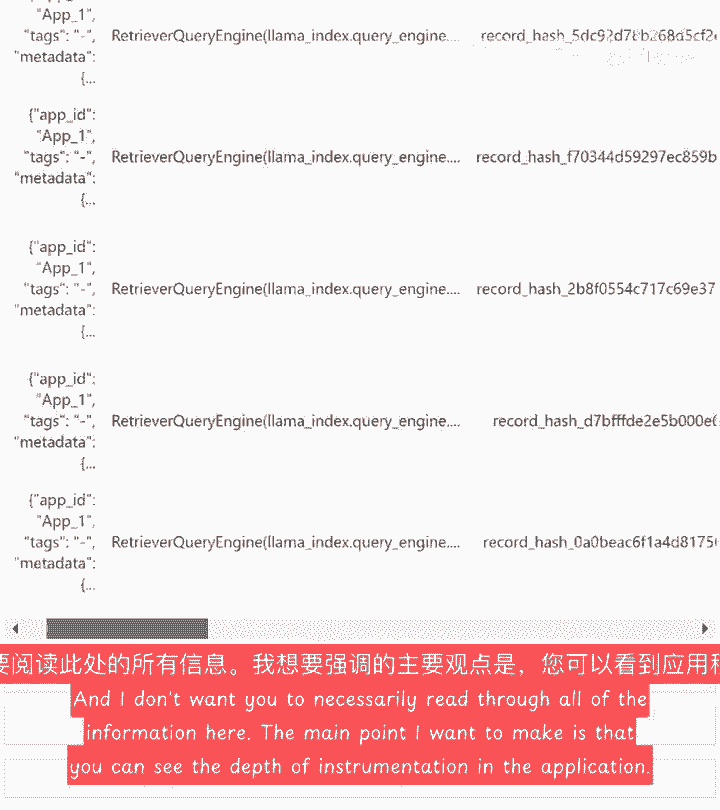 "App_1",
"tags": "-",
"metadata":
{...
RetrieverQueryEngine(llama_index.query_engine....
{"app_id":
"App_1",
"tags": "-",
"metadata":
{...
RetrieverQueryEngine(llama_index.query_engine....
record_hash_f70344d59297ec859b
{"app_id":
"App_1",
"tags": "-",
"metadata":
{...
RetrieverQueryEngine(llama_index.query_engine....
record_hash_2b8f0554c717c69e37
{"app_id":
"App_1",
"tags": "-",
"metadata":
{...
RetrieverQueryEngine(llama_index.query_engine....
record_hash_d7bfffde2e5b000e6
{"app_id":
"App_1",
"tags": "-",
"metadata":
{...
RetrieverQueryEngine(llama_index.query_engine....
record_hash_0a0beac6f1a4d8175
要阅读此处的所有信息。我想要强调的主要观点是，您可以看到应用程
And I don't want you to necessarily read through all of the
information here. The main point I want to make is that
you can see the depth of instrumentation in the application.